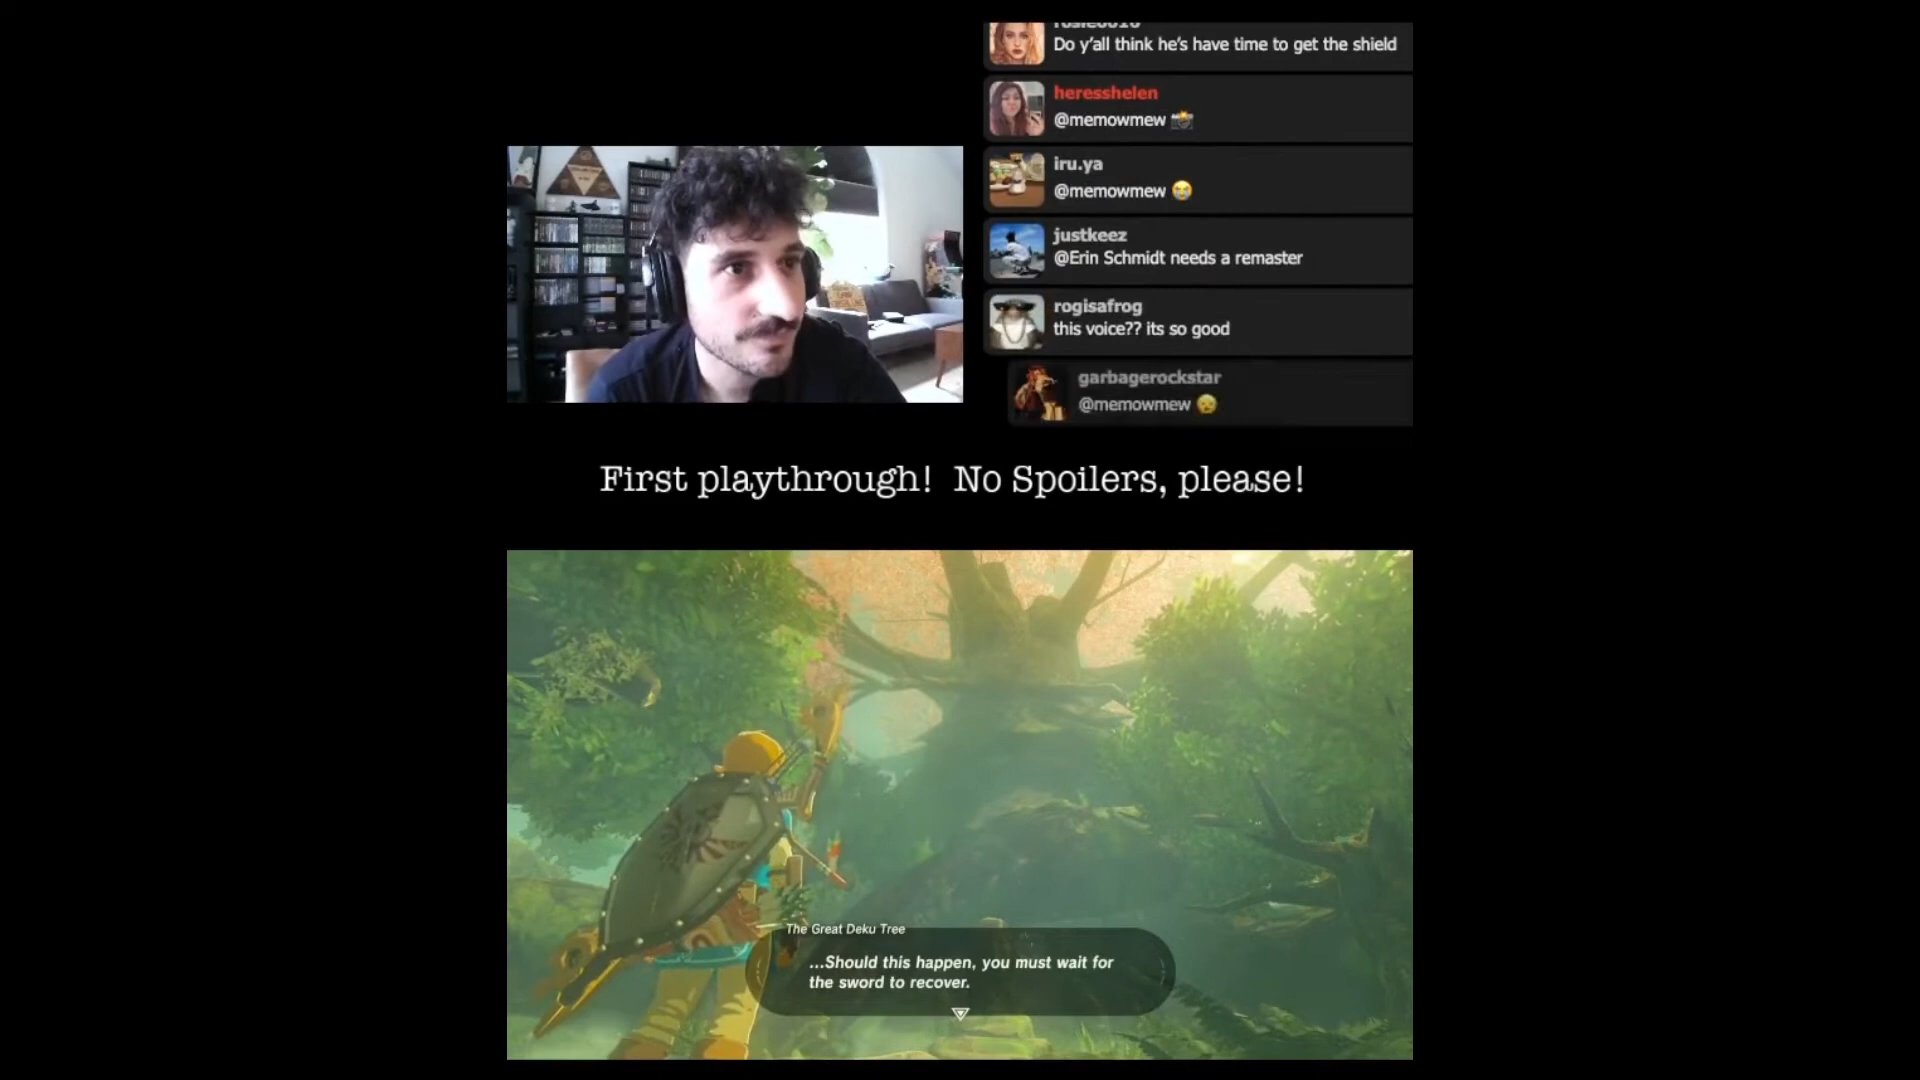 Do y'all think he's have time to get the shield
heresshelen
@memowmew
iru.ya
@memowmew
justkeez
@Erin Schmidt needs a remaster
rogisafrog
this voice?? its so good
garbagerockstar
@memowmew
First playthrough! No Spoilers, please!
The Great Deku Tree
...Should this happen, you must wait for
the sword to recover.